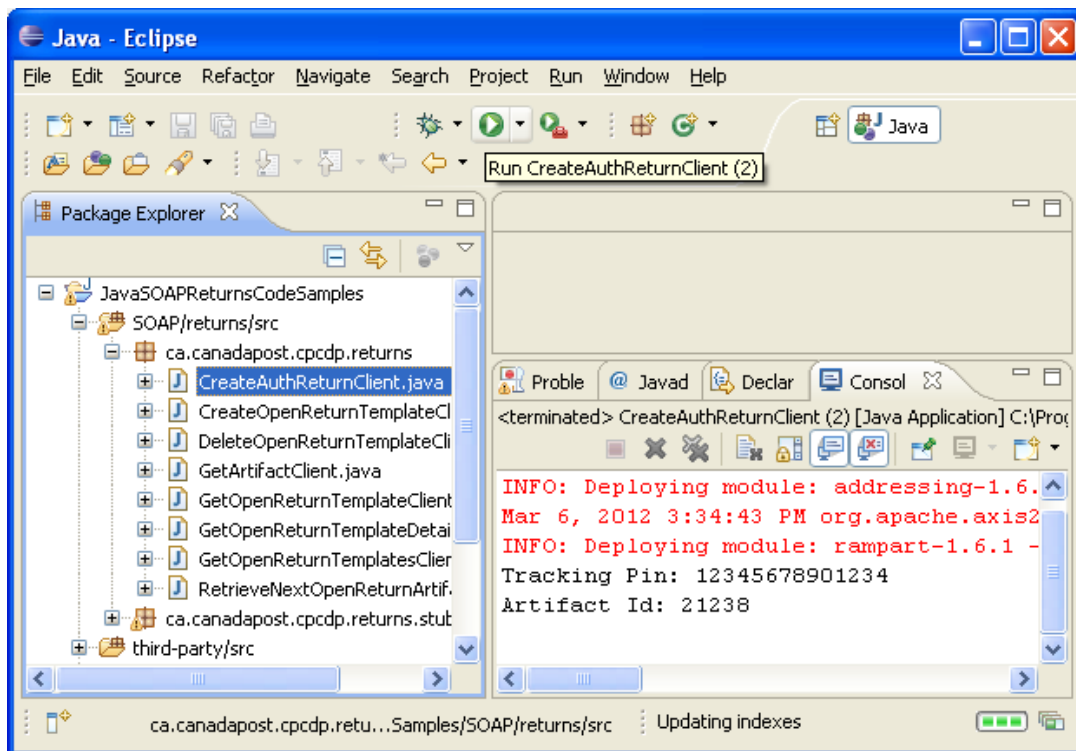 Java - Eclipse
File Edit Source Refactor Navigate Search Project Run Window Help
Java
Run CreateAuthReturnClient (2)
Package Explorer
JavaSOAPReturnsCodeSamples
SOAP/returns/src
ca.canadapost.cpcdp.returns
CreateAuthReturnClient.java
CreateOpenReturnTemplateCl
DeleteOpenReturnTemplateCli
GetArtifactClient.java
GetOpenReturnTemplateClient
GetOpenReturnTemplateDetai
GetOpenReturnTemplatesClier
RetrieveNextOpenReturnArtif
ca.canadapost.cpcdp.returns.stub
third-party/src
Proble @ Javad Declar Consol
<terminated> CreateAuthReturnClient (2) [Java Application] C:\Prog
INFO: Deploying module: addressing-1.6.
Mar 6, 2012 3:34:43 PM org.apache.axis2
INFO: Deploying module: rampart-1.6.1 -
Tracking Pin: 12345678901234
Artifact Id: 21238
ca.canadapost.cpcdp.retu...Samples/SOAP/returns/src Updating indexes